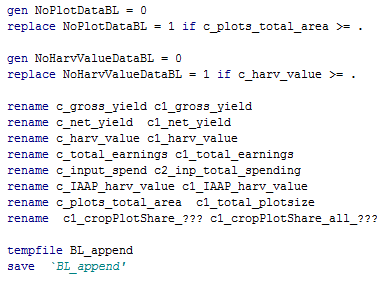 gen NoPlotDataBL = 0
replace NoPlotDataBL = 1 if c_plots_total_area >= .
gen NoHarvValueDataBL = 0
replace NoHarvValueDataBL = 1 if c_harv_value >= .
rename c_gross_yield c1_gross_yield
rename c_net_yield  c1_net_yield
rename c_harv_value c1_harv_value
rename c_total_earnings c1_total_earnings
rename c_input_spend c2_inp_total_spending
rename c_IAAP_harv_value c1_IAAP_harv_value
rename c_plots_total_area  c1_total_plotsize
rename  c1_cropPlotShare_??? c1_cropPlotShare_all_???
tempfile BL_append
save  `BL_append'